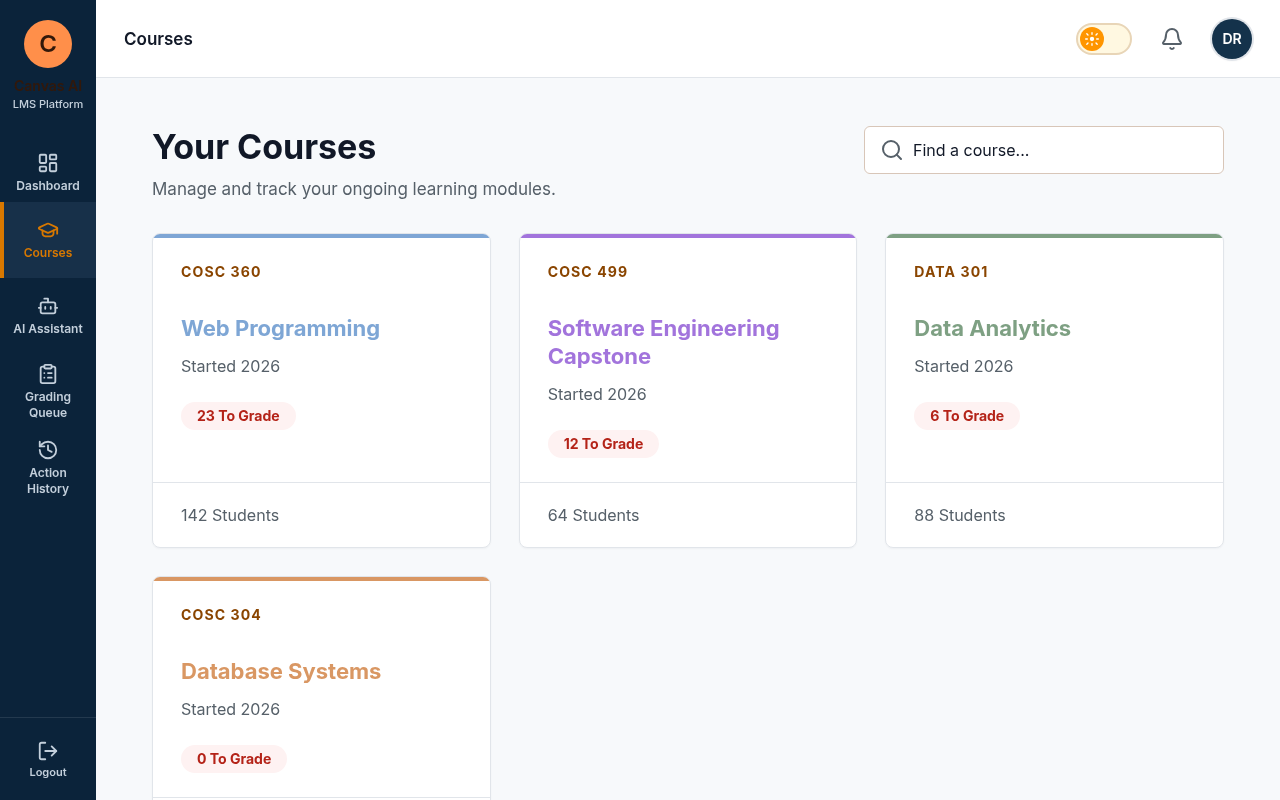 C
Canvas AI
LMS Platform
Dashboard
Courses
AI Assistant
Grading
Queue
Action
History
Logout
Courses
DR
Your Courses
Manage and track your ongoing learning modules.
Find a course...
COSC 360
Web Programming
Started 2026
23 To Grade
142 Students
COSC 499
Software Engineering
Capstone
Started 2026
12 To Grade
64 Students
DATA 301
Data Analytics
Started 2026
6 To Grade
88 Students
COSC 304
Database Systems
Started 2026
0 To Grade